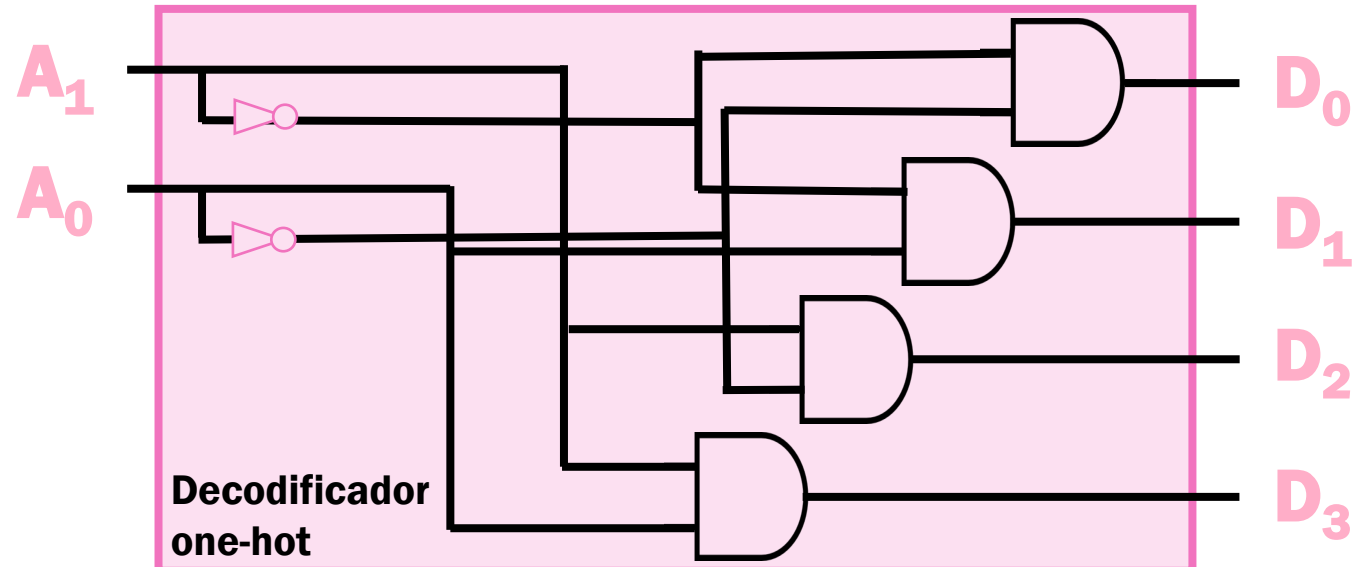 A₁
A₀
D₀
D₁
D₂
D₃
Decodificador
one-hot